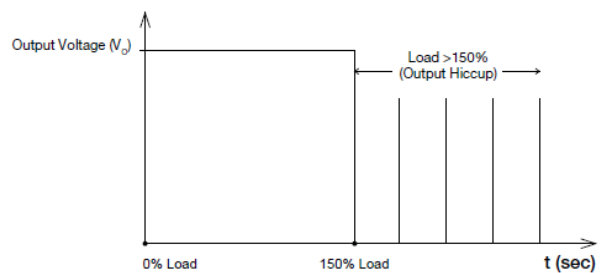 Output Voltage (Vo)
Load >150%
(Output Hiccup)
0% Load
150% Load
t (sec)